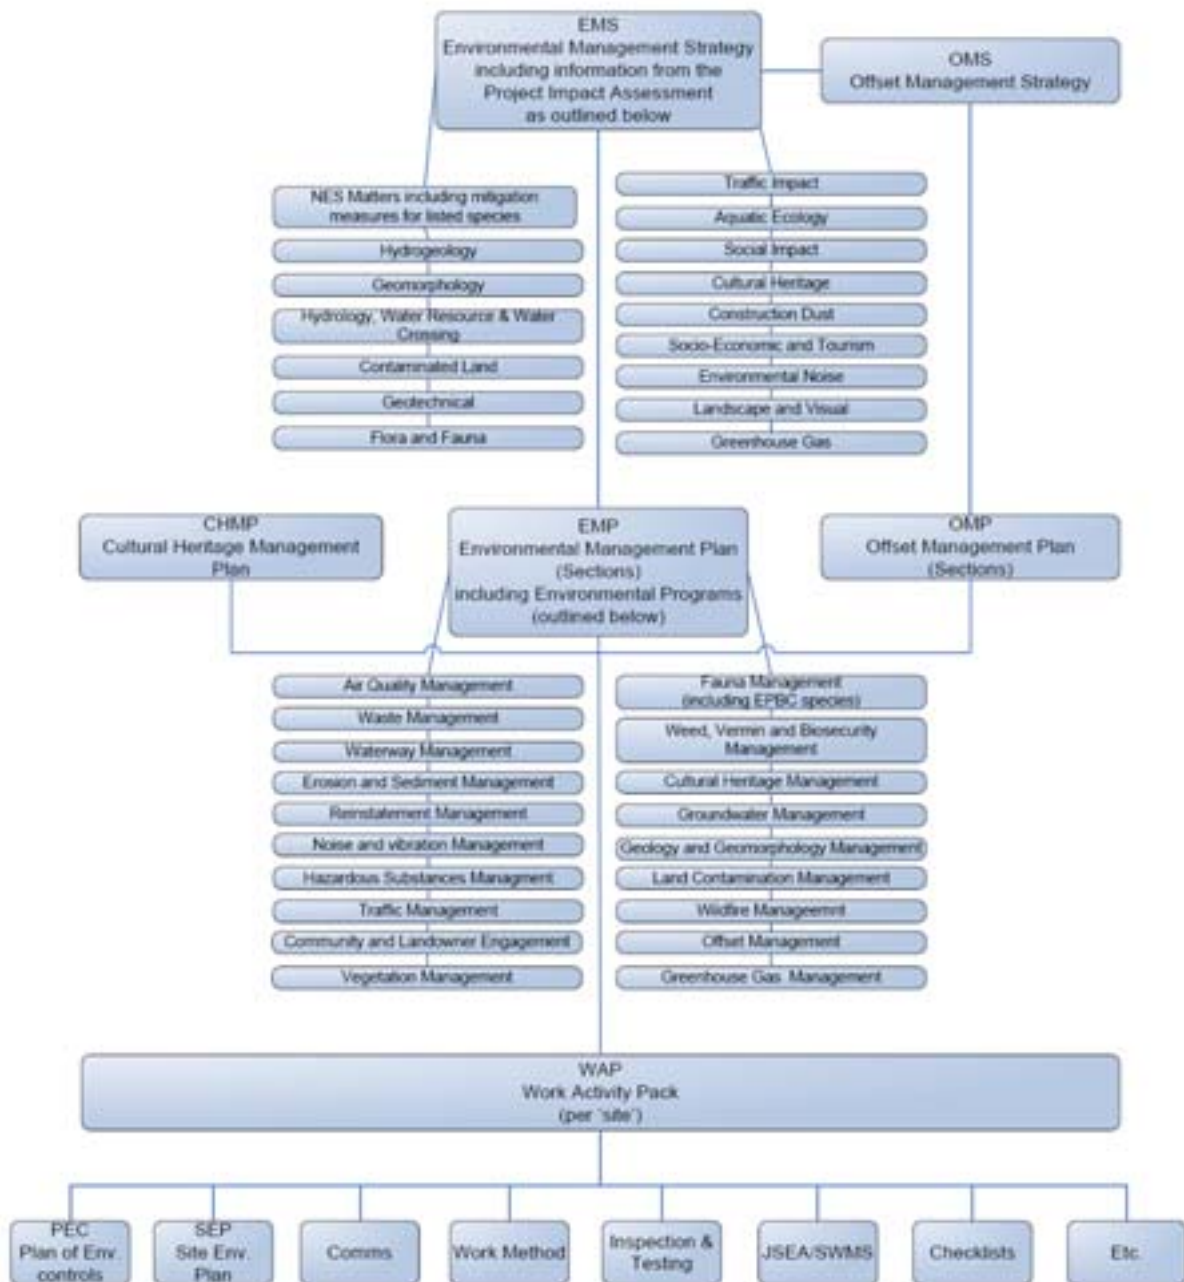 EMS
Environmental Management Strategy
including information from the
Project Impact Assessment
as outlined below
OMS
Offset Management Strategy
NES Matters including mitigation
measures for listed species
Hydrogeology
Geomorphology
Hydrology, Water Resource & Water
Crossing
Contaminated Land
Geotechnical
Flora and Fauna
Traffic Impact
Aquatic Ecology
Social Impact
Cultural Heritage
Construction Dust
Socio-Economic and Tourism
Environmental Noise
Landscape and Visual
Greenhouse Gas
CHMP
Cultural Heritage Management
Plan
EMP
Environmental Management Plan
(Sections)
including Environmental Programs
(outlined below)
OMP
Offset Management Plan
(Sections)
Air Quality Management
Waste Management
Waterway Management
Erosion and Sediment Management
Reinstatement Management
Noise and vibration Management
Hazardous Substances Managment
Traffic Management
Community and Landowner Engagement
Vegetation Management
Fauna Management
(including EPBC species)
Weed, Vermin and Biosecurity
Management
Cultural Heritage Management
Groundwater Management
Geology and Geomorphology Management
Land Contamination Management
Wildfire Manageemnt
Offset Management
Greenhouse Gas Management
WAP
Work Activity Pack
(per 'site')
PEC
Plan of Env.
controls
SEP
Site Env.
Plan
Comms
Work Method
Inspection &
Testing
JSEA/SWMS
Checklists
Etc.